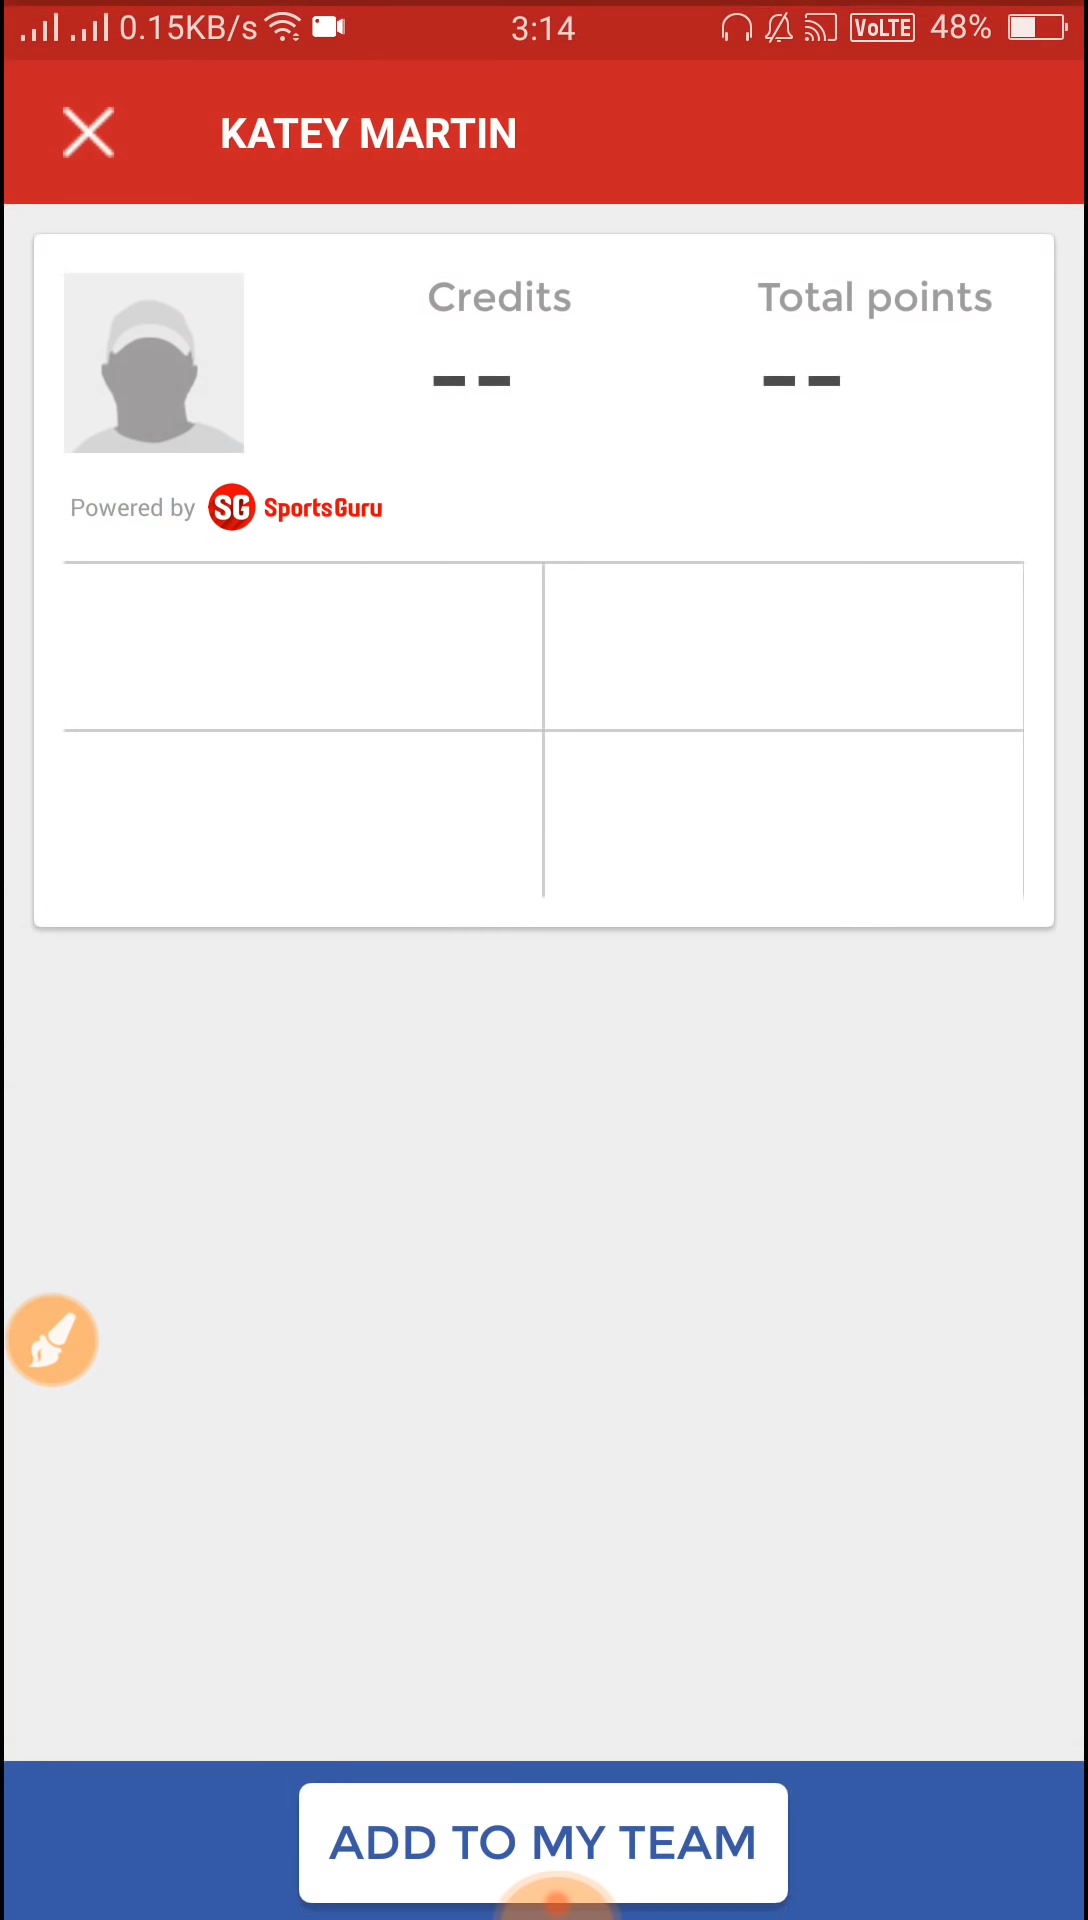 0.15KB/s 3:14 VoLTE 48%
KATEY MARTIN
Credits Total points
-- --
Powered by SG SportsGuru
ADD TO MY TEAM